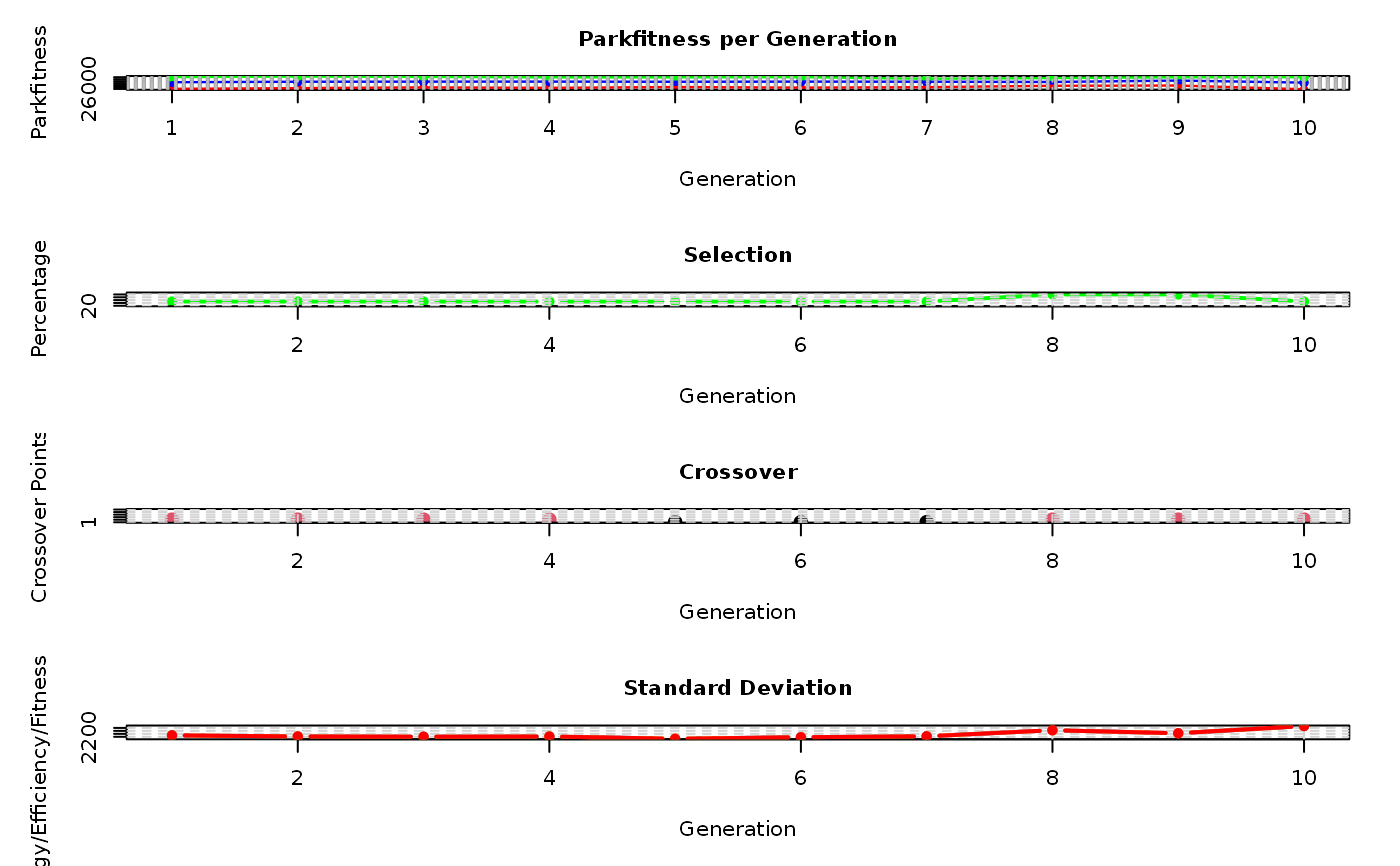 Parkfitness per Generation
Parkfitness
26000
1 2 3 4 5 6 7 8 9 10
Generation
Selection
Percentage
20
2 4 6 8 10
Generation
Crossover
Crossover Points
1
2 4 6 8 10
Generation
Standard Deviation
gy/Efficiency/Fitness
2200
2 4 6 8 10
Generation